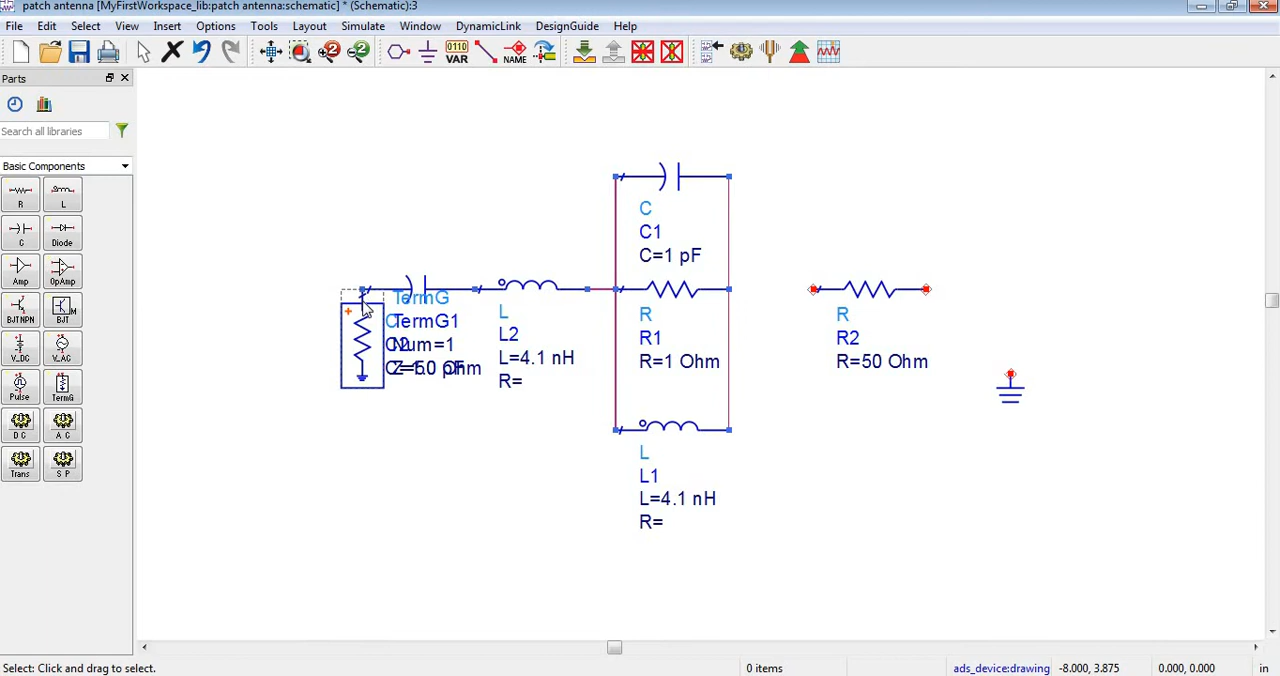 patch antenna [MyFirstWorkspace_lib:patch antenna:schematic] * (Schematic):3
File Edit Select View Insert Options Tools Layout Simulate Window DynamicLink DesignGuide Help
0110
VAR
NAME
Parts
Search all libraries
Basic Components
R L
C Diode
Amp OpAmp
BJTNPN BJT
V_DC V_AC
Pulse TermG
D C A C
Trans S P
C
C1
C=1 pF
TermG
TermG1
Num=1
L
L2
L=4.1 nH
R=
R
R1
R=1 Ohm
L
L1
L=4.1 nH
R=
R
R2
R=50 Ohm
Select: Click and drag to select.
0 items
ads_device:drawing
-8.000, 3.875
0.000, 0.000
in